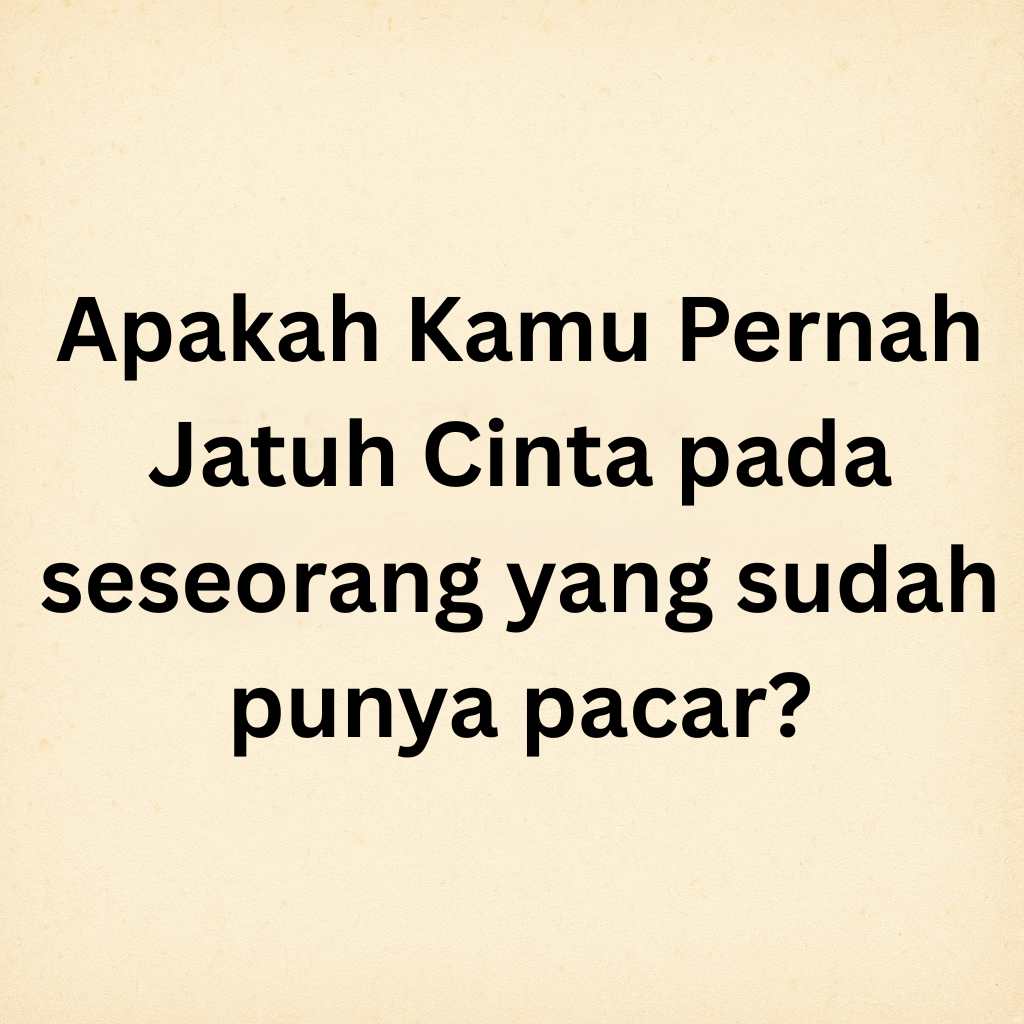 Apakah Kamu Pernah
Jatuh Cinta pada
seseorang yang sudah
punya pacar?